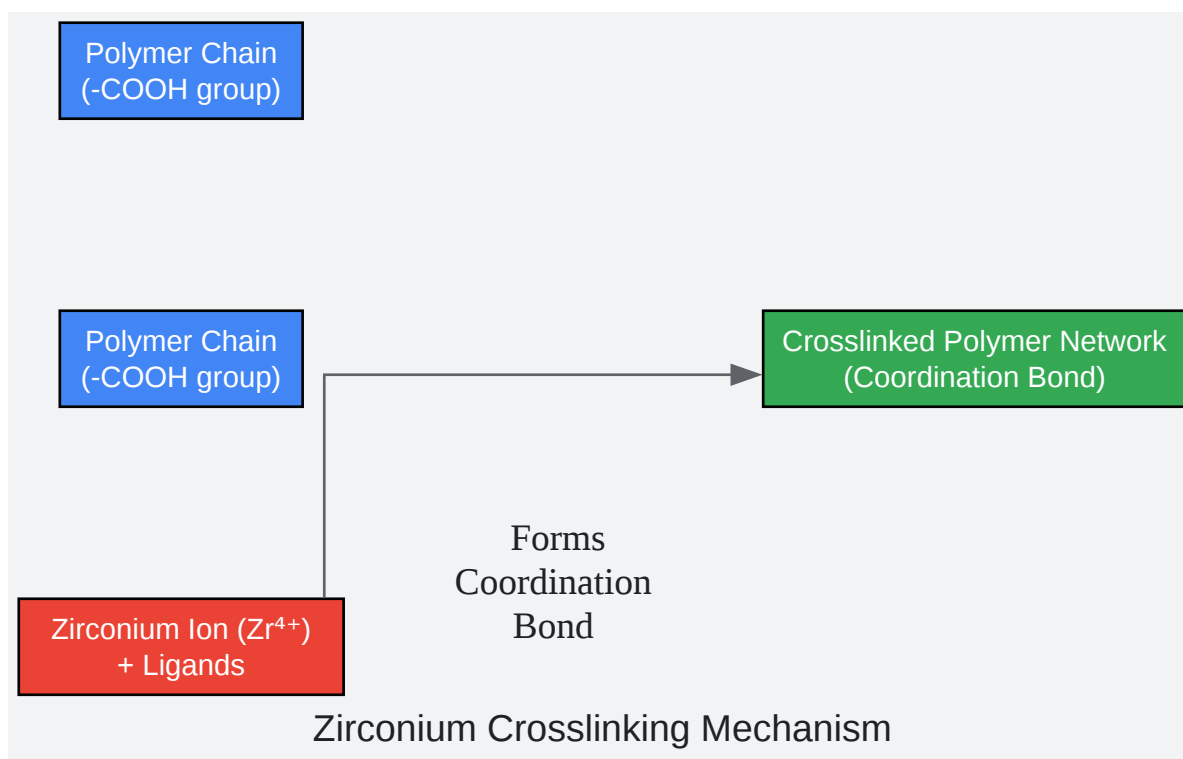 Polymer Chain
(-COOH group)
Polymer Chain
(-COOH group)
Crosslinked Polymer Network
(Coordination Bond)
Forms
Coordination
Bond
Zirconium Ion (Zr⁴⁺)
+ Ligands
Zirconium Crosslinking Mechanism